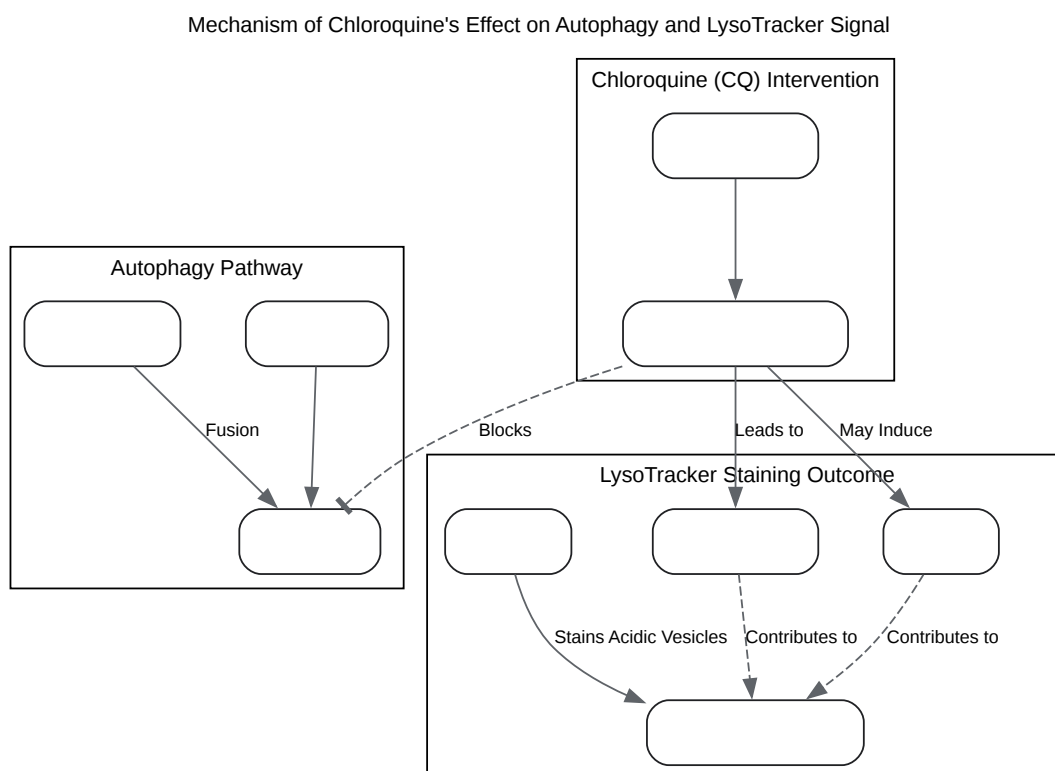 Mechanism of Chloroquine's Effect on Autophagy and LysoTracker Signal
Chloroquine (CQ) Intervention
Autophagy Pathway
Fusion
Blocks
Leads to
May Induce
LysoTracker Staining Outcome
Stains Acidic Vesicles
Contributes to
Contributes to